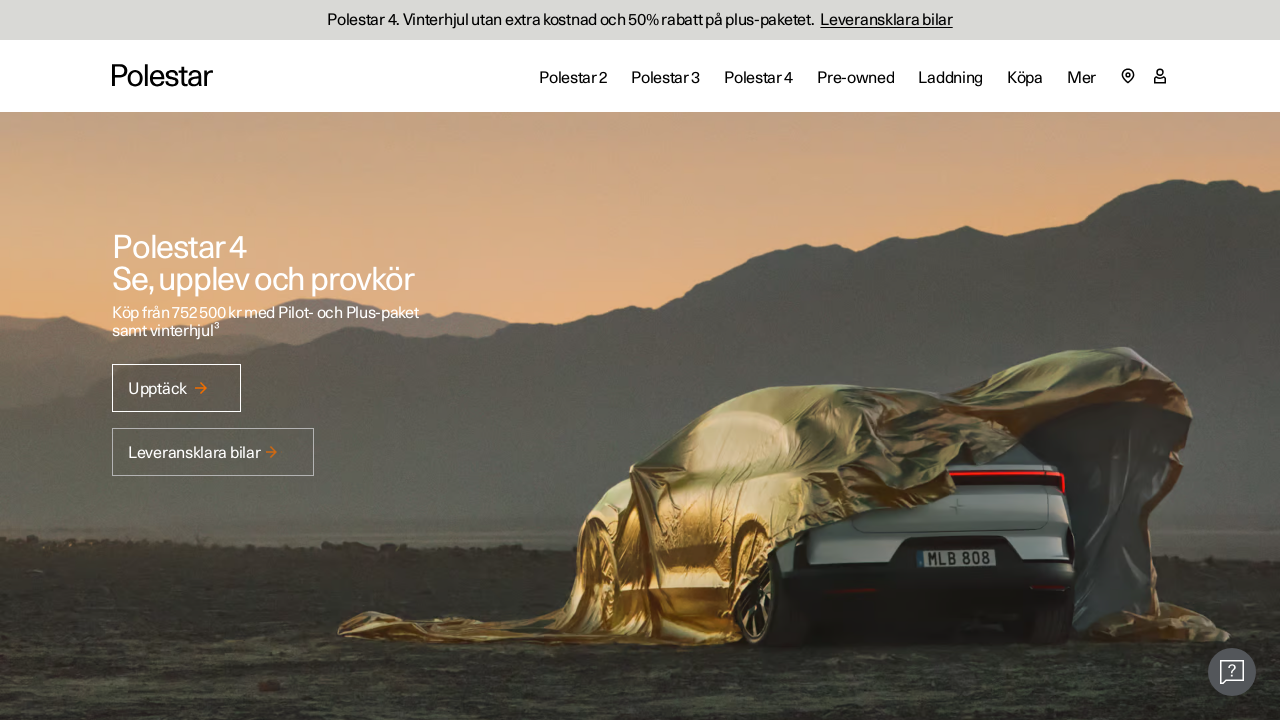 Polestar 4. Vinterhjul utan extra kostnad och 50% rabatt på plus-paketet. Leveransklara bilar
Polestar
Polestar 2
Polestar 3
Polestar 4
Pre-owned
Laddning
Köpa
Mer
Polestar 4
Se, upplev och provkör
Köp från 752 500 kr med Pilot- och Plus-paket
samt vinterhjul³
Upptäck
Leveransklara bilar
MLB 808
?